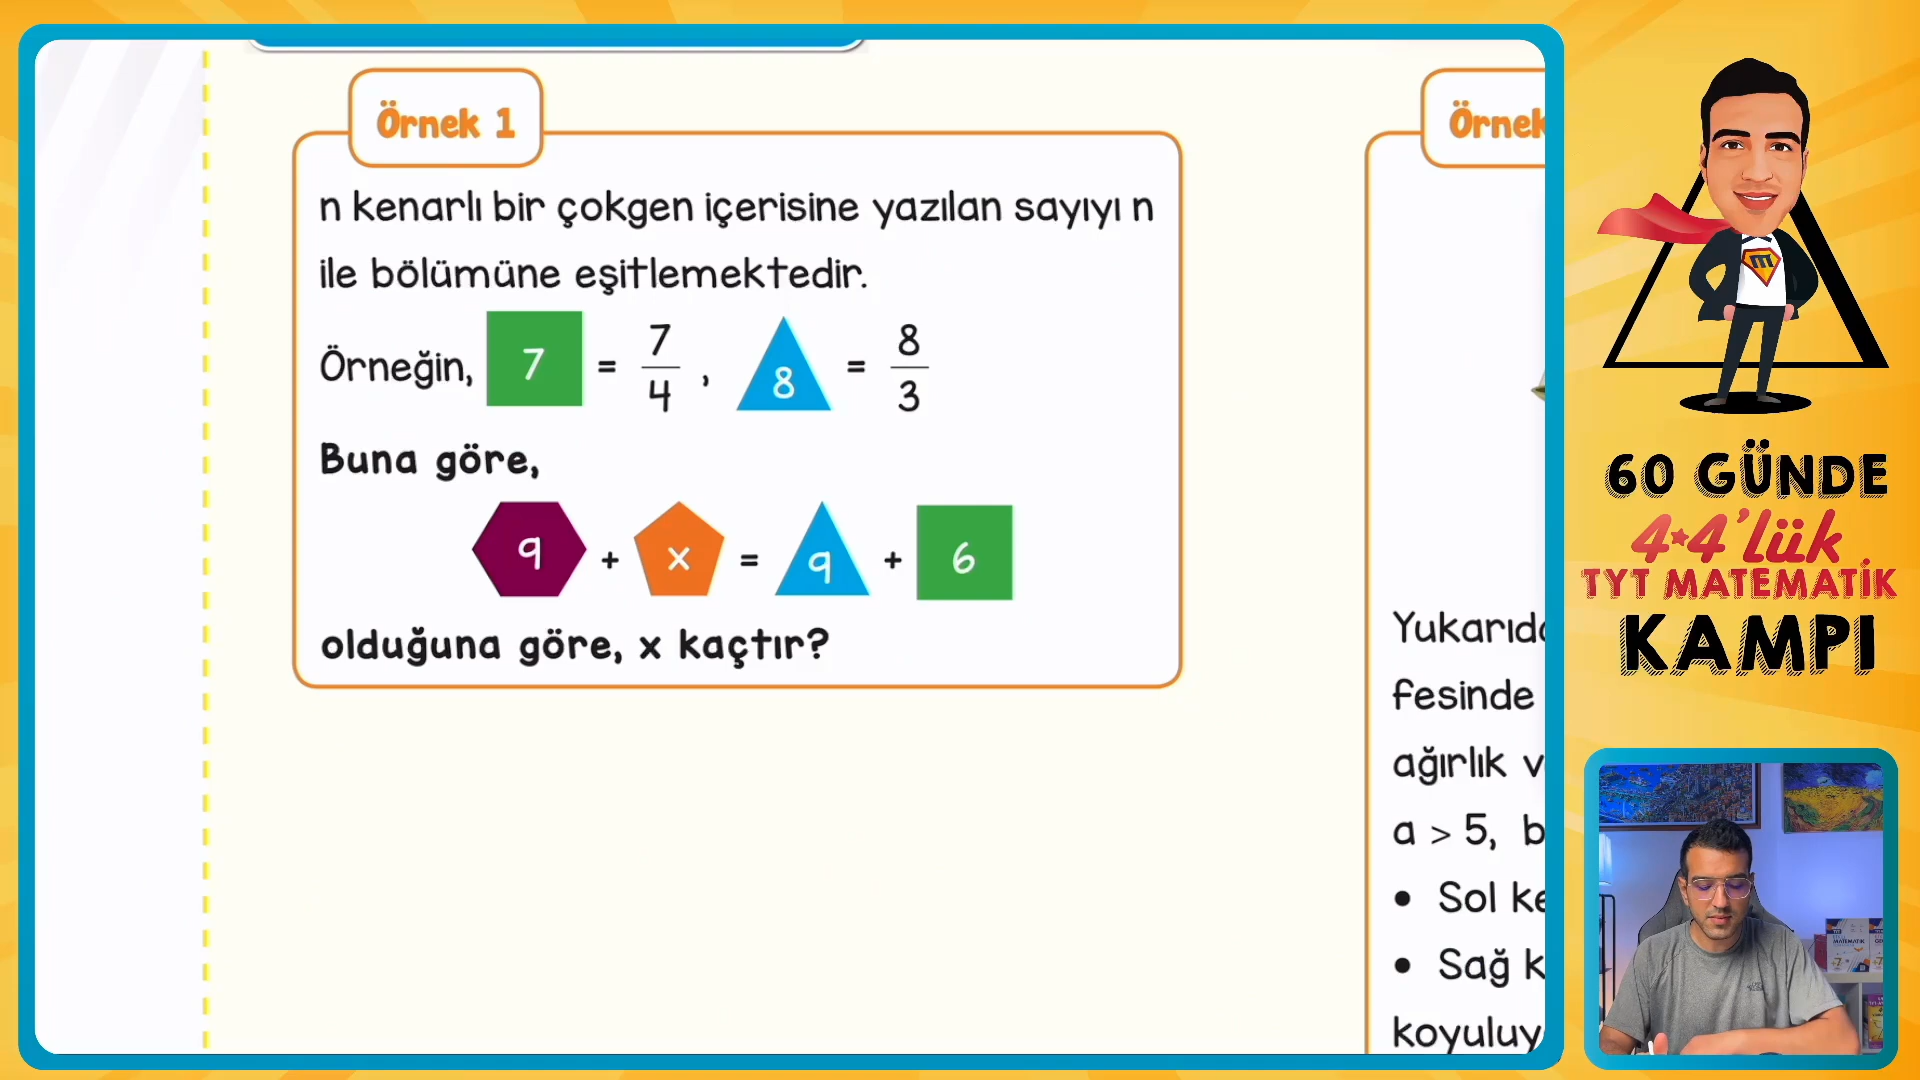 Örnek 1
n kenarlı bir çokgen içerisine yazılan sayıyı n
ile bölümüne eşitlemektedir.
Örneğin, 7 = 7/4 , 8 = 8/3
Buna göre,
9 + x = 9 + 6
olduğuna göre, x kaçtır?
Örnek
Yukarıda
fesinde
ağırlık v
a > 5, b
• Sol ke
• Sağ k
koyuluy
m
60 GÜNDE
4*4'lük
TYT MATEMATİK
KAMPI
MATEMATİK